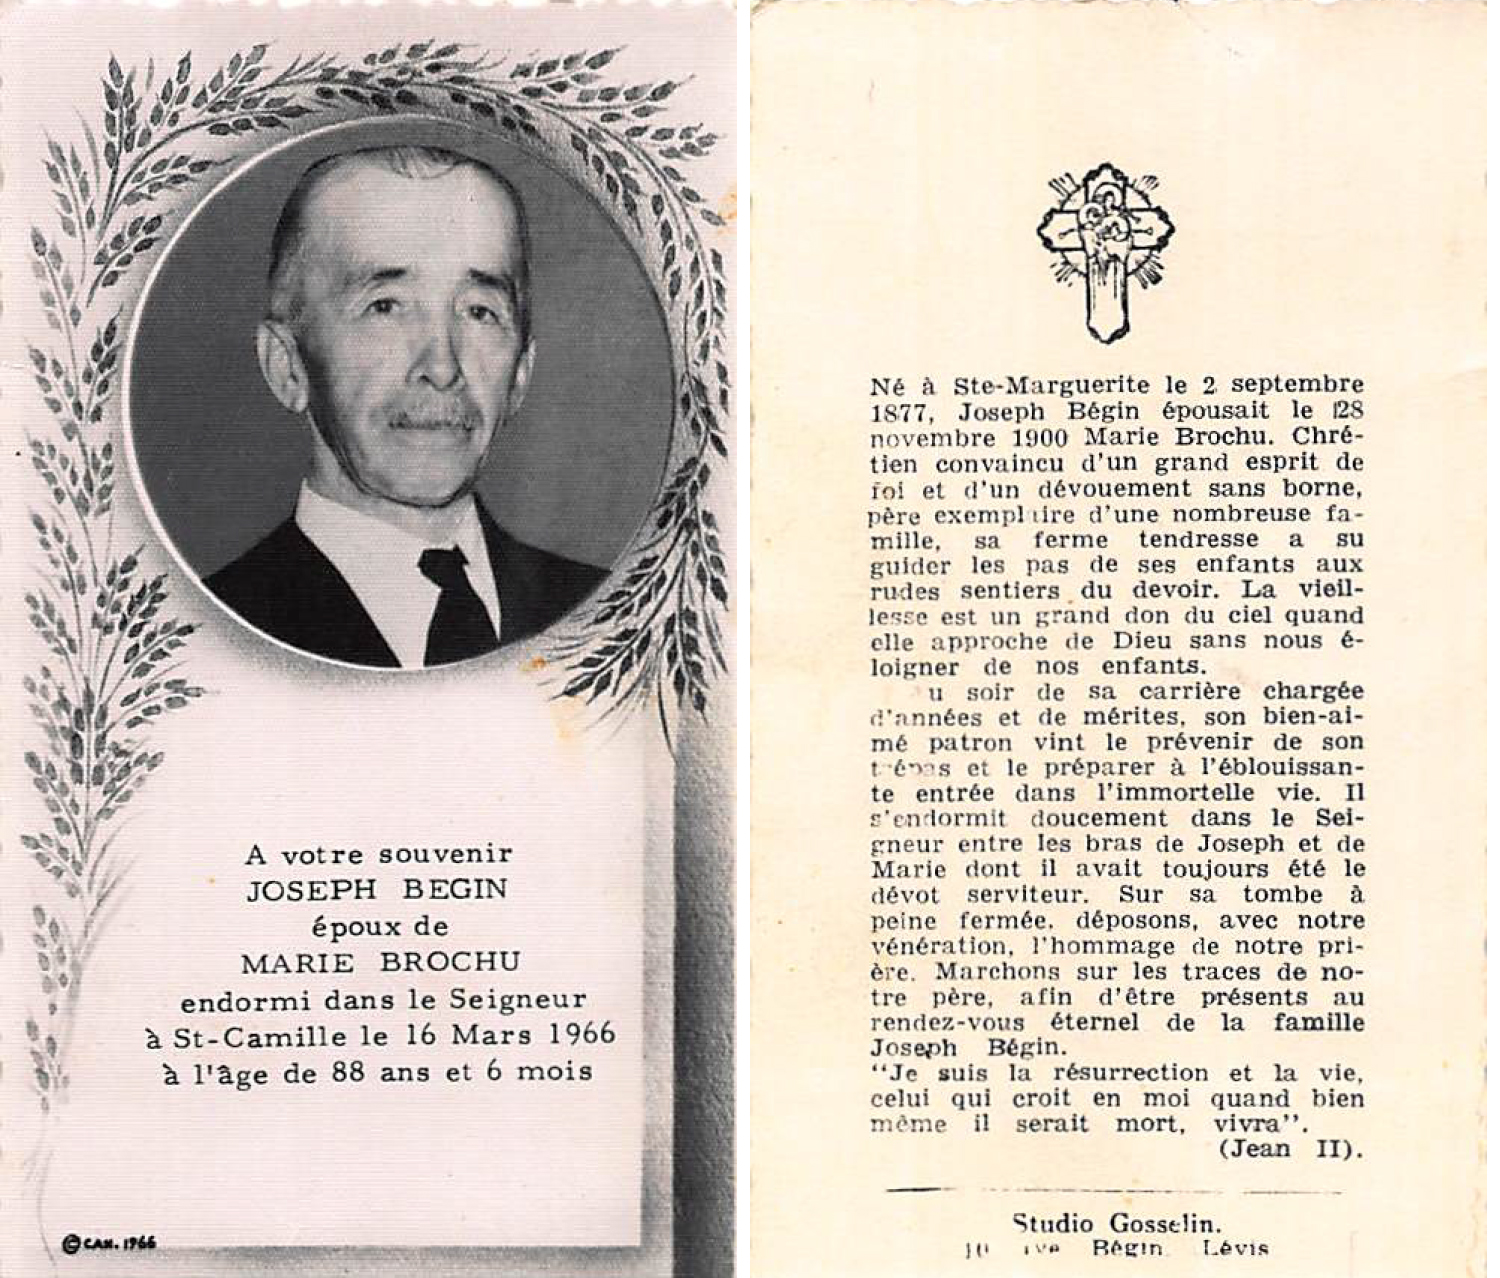 A votre souvenir
JOSEPH BEGIN
époux de
MARIE BROCHU
endormi dans le Seigneur
à St-Camille le 16 Mars 1966
à l'âge de 88 ans et 6 mois
© CAN. 1966
Né à Ste-Marguerite le 2 septembre
1877, Joseph Bégin épousait le 28
novembre 1900 Marie Brochu. Chré-
tien convaincu d'un grand esprit de
foi et d'un dévouement sans borne,
père exemplaire d'une nombreuse fa-
mille, sa ferme tendresse a su
guider les pas de ses enfants aux
rudes sentiers du devoir. La vieil-
lesse est un grand don du ciel quand
elle approche de Dieu sans nous é-
loigner de nos enfants.
u soir de sa carrière chargée
d'années et de mérites, son bien-ai-
mé patron vint le prévenir de son
trépas et le préparer à l'éblouissan-
te entrée dans l'immortelle vie. Il
s'endormit doucement dans le Sei-
gneur entre les bras de Joseph et de
Marie dont il avait toujours été le
dévot serviteur. Sur sa tombe à
peine fermée, déposons, avec notre
vénération, l'hommage de notre pri-
ère. Marchons sur les traces de no-
tre père, afin d'être présents au
rendez-vous éternel de la famille
Joseph Bégin.
"Je suis la résurrection et la vie,
celui qui croit en moi quand bien
même il serait mort, vivra".
(Jean II).
Studio Gosselin.
Bégin Lévis